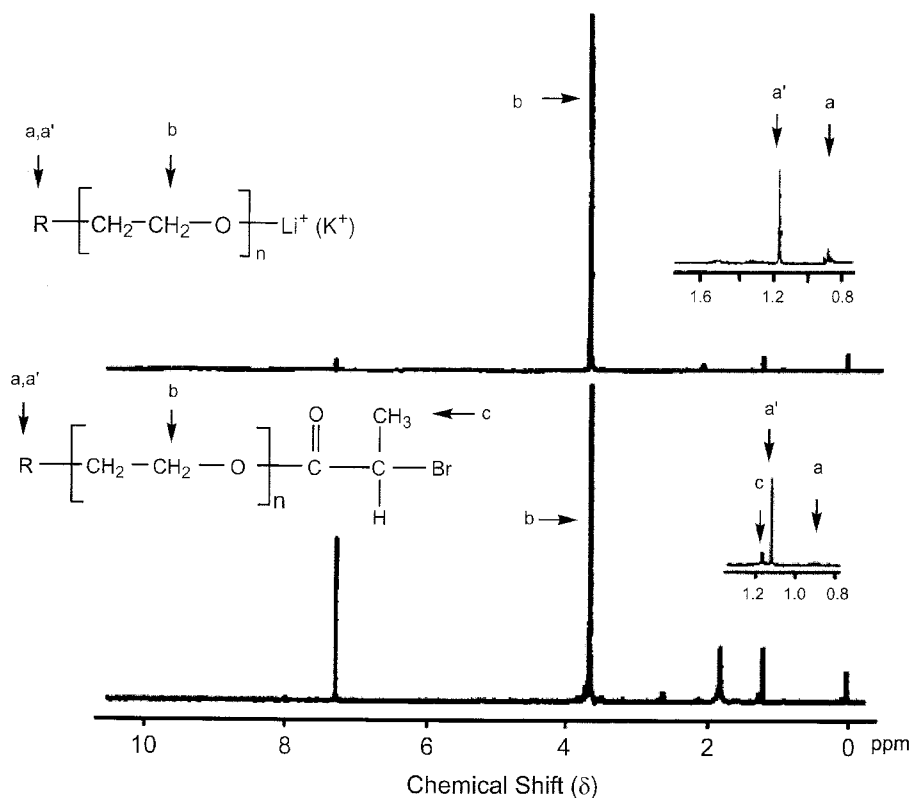 b
a'
a
a,a'
b
R
CH₂—CH₂—O
n
Li⁺ (K⁺)
1.6
1.2
0.8
a,a'
b
O
CH₃
c
R
CH₂—CH₂—O
n
C
C
Br
H
b
a'
c
a
1.2
1.0
0.8
10
8
6
4
2
0
ppm
Chemical Shift (δ)